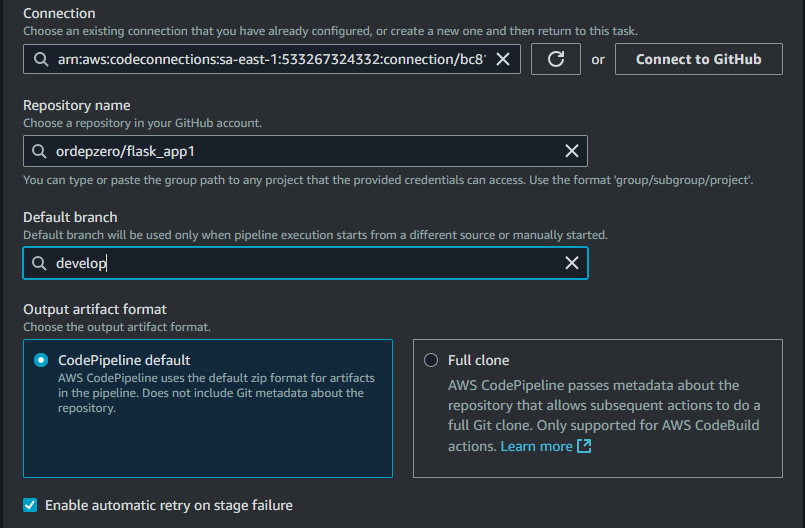 Connection
Choose an existing connection that you have already configured, or create a new one and then return to this task.
arn:aws:codeconnections:sa-east-1:533267324332:connection/bc8 or Connect to GitHub
Repository name
Choose a repository in your GitHub account.
ordepzero/flask_app1
You can type or paste the group path to any project that the provided credentials can access. Use the format 'group/subgroup/project'.
Default branch
Default branch will be used only when pipeline execution starts from a different source or manually started.
develop
Output artifact format
Choose the output artifact format.
CodePipeline default
AWS CodePipeline uses the default zip format for artifacts
in the pipeline. Does not include Git metadata about the
repository.
Full clone
AWS CodePipeline passes metadata about the
repository that allows subsequent actions to do a
full Git clone. Only supported for AWS CodeBuild
actions. Learn more
Enable automatic retry on stage failure